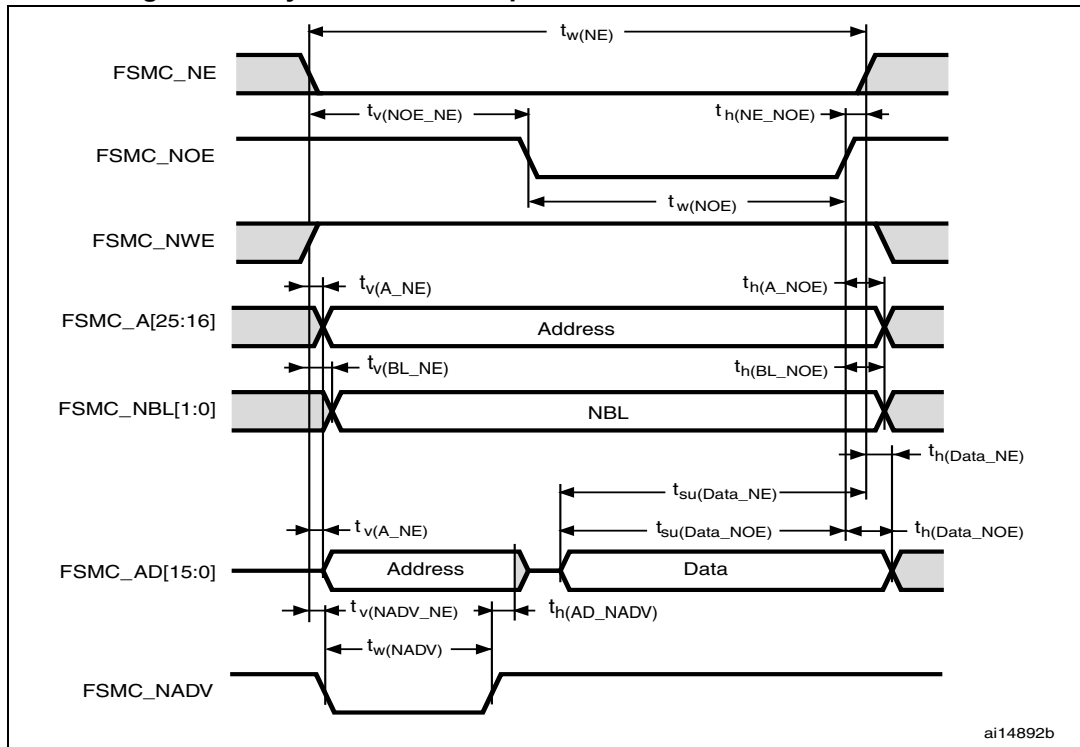 tw(NE)
FSMC_NE
tv(NOE_NE)
th(NE_NOE)
FSMC_NOE
tw(NOE)
FSMC_NWE
tv(A_NE)
th(A_NOE)
FSMC_A[25:16]
Address
tv(BL_NE)
th(BL_NOE)
FSMC_NBL[1:0]
NBL
th(Data_NE)
tsu(Data_NE)
tv(A_NE)
tsu(Data_NOE)
th(Data_NOE)
FSMC_AD[15:0]
Address
Data
tv(NADV_NE)
th(AD_NADV)
tw(NADV)
FSMC_NADV
ai14892b